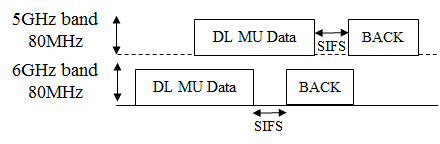 5GHz band
80MHz
DL MU Data
SIFS
BACK
6GHz band
80MHz
DL MU Data
BACK
SIFS